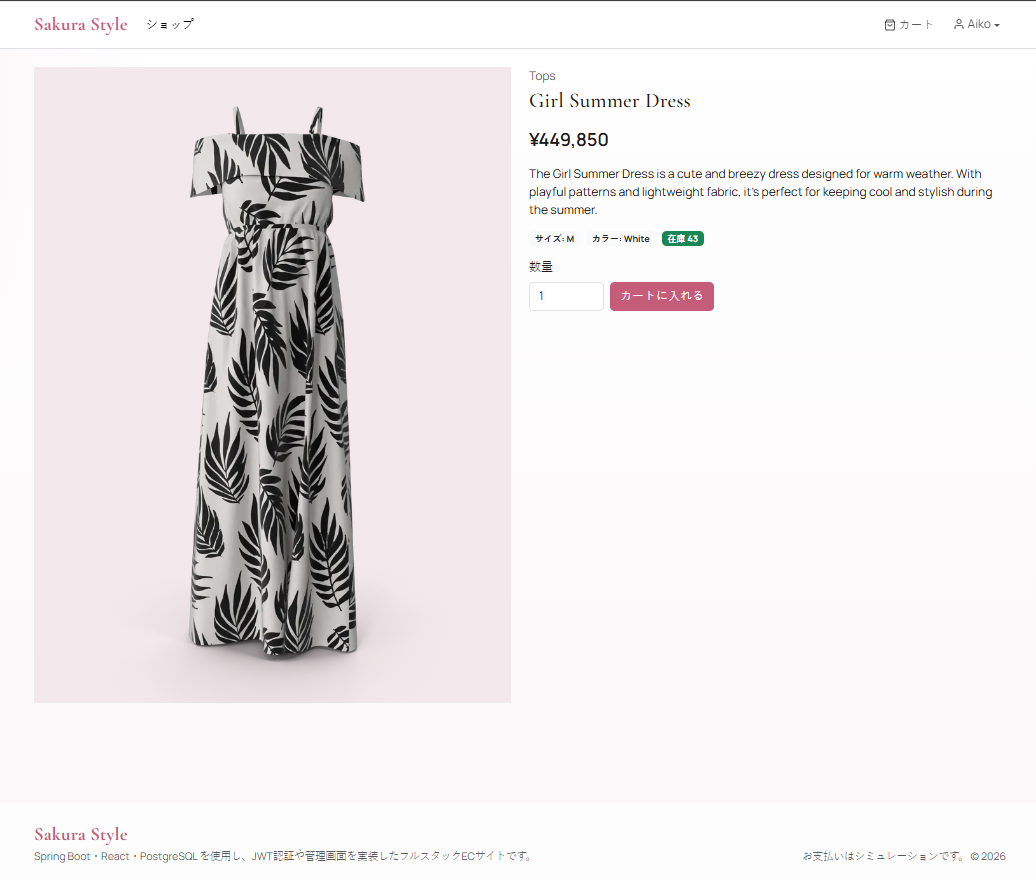 Sakura Style ショップ カート Aiko
Tops
Girl Summer Dress
¥449,850
The Girl Summer Dress is a cute and breezy dress designed for warm weather. With
playful patterns and lightweight fabric, it's perfect for keeping cool and stylish during
the summer.
サイズ: M カラー: White 在庫 43
数量
1 カートに入れる
Sakura Style
Spring Boot・React・PostgreSQL を使用し、JWT認証や管理画面を実装したフルスタックECサイトです。 お支払いはシミュレーションです。 © 2026